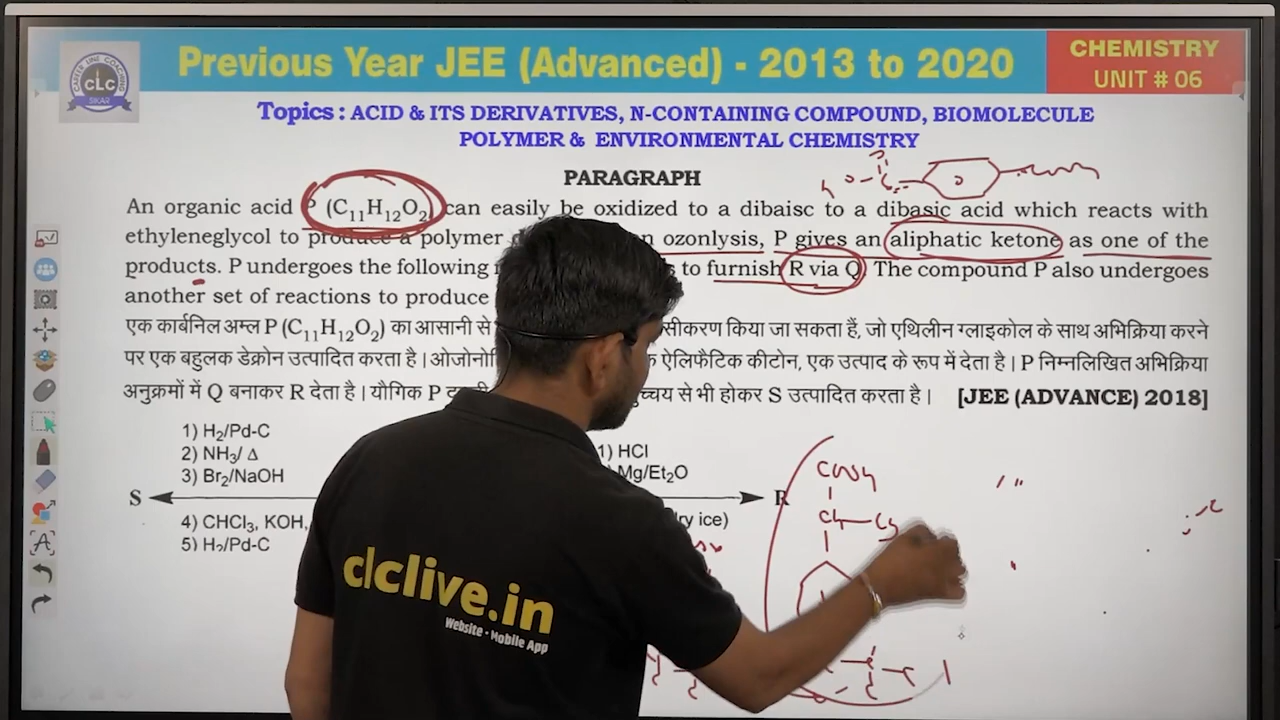 Previous Year JEE (Advanced) - 2013 to 2020
CHEMISTRY
UNIT # 06
CLC
SIKAR
Topics : ACID & ITS DERIVATIVES, N-CONTAINING COMPOUND, BIOMOLECULE
POLYMER & ENVIRONMENTAL CHEMISTRY
PARAGRAPH
An organic acid P (C₁₁H₁₂O₂) can easily be oxidized to a dibaisc to a dibasic acid which reacts with
ethyleneglycol to produce a polymer n ozonlysis, P gives an aliphatic ketone as one of the
products. P undergoes the following to furnish R via Q. The compound P also undergoes
another set of reactions to produce
एक कार्बनिल अम्ल P (C₁₁H₁₂O₂) का आसानी से सीकरण किया जा सकता हैं, जो एथिलीन ग्लाइकोल के साथ अभिक्रिया करने
पर एक बहुलक डेक्रोन उत्पादित करता है। ओजोनो ऐलिफैटिक कीटोन, एक उत्पाद के रूप में देता है। P निम्नलिखित अभिक्रिया
अनुक्रमों में Q बनाकर R देता है। यौगिक P च्चय से भी होकर S उत्पादित करता है। [JEE (ADVANCE) 2018]
1) H₂/Pd-C
2) NH₃/ Δ
3) Br₂/NaOH
1) HCl
Mg/Et₂O
S R
4) CHCl₃, KOH,
ry ice)
5) H₂/Pd-C
COOH
CH
clclive.in
Website • Mobile App